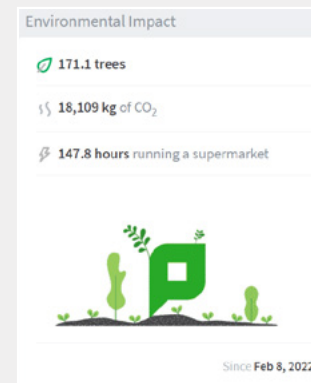 Environmental Impact
171.1 trees
18,109 kg of CO₂
147.8 hours running a supermarket
Since Feb 8, 2022